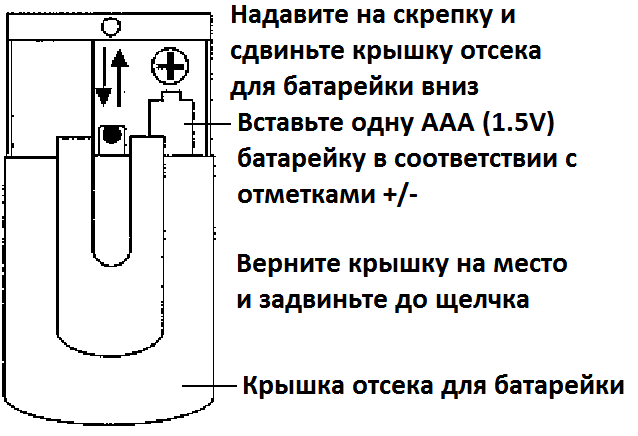 Надавите на скрепку и
сдвиньте крышку отсека
для батарейки вниз
Вставьте одну ААА (1.5V)
батарейку в соответствии с
отметками +/-
Верните крышку на место
и задвиньте до щелчка
Крышка отсека для батарейки